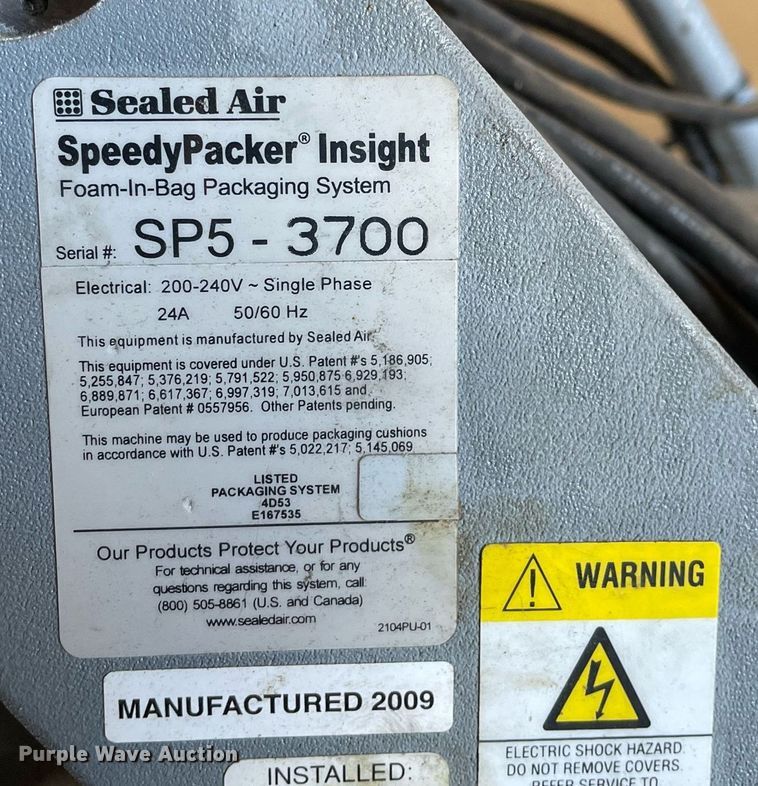 Sealed Air
SpeedyPacker® Insight
Foam-In-Bag Packaging System
Serial #: SP5 - 3700
Electrical: 200-240V ~ Single Phase
24A 50/60 Hz
This equipment is manufactured by Sealed Air.
This equipment is covered under U.S. Patent #'s 5,186,905;
5,255,847; 5,376,219; 5,791,522; 5,950,875 6,929,193;
6,889,871; 6,617,367; 6,997,319; 7,013,615 and
European Patent # 0557956. Other Patents pending.
This machine may be used to produce packaging cushions
in accordance with U.S. Patent #'s 5,022,217; 5,145,069
LISTED
PACKAGING SYSTEM
4D53
E167535
Our Products Protect Your Products®
For technical assistance, or for any
questions regarding this system, call:
(800) 505-8861 (U.S. and Canada)
www.sealedair.com
2104PU-01
MANUFACTURED 2009
INSTALLED:
WARNING
ELECTRIC SHOCK HAZARD.
DO NOT REMOVE COVERS.
REFER SERVICE TO
Purple Wave Auction